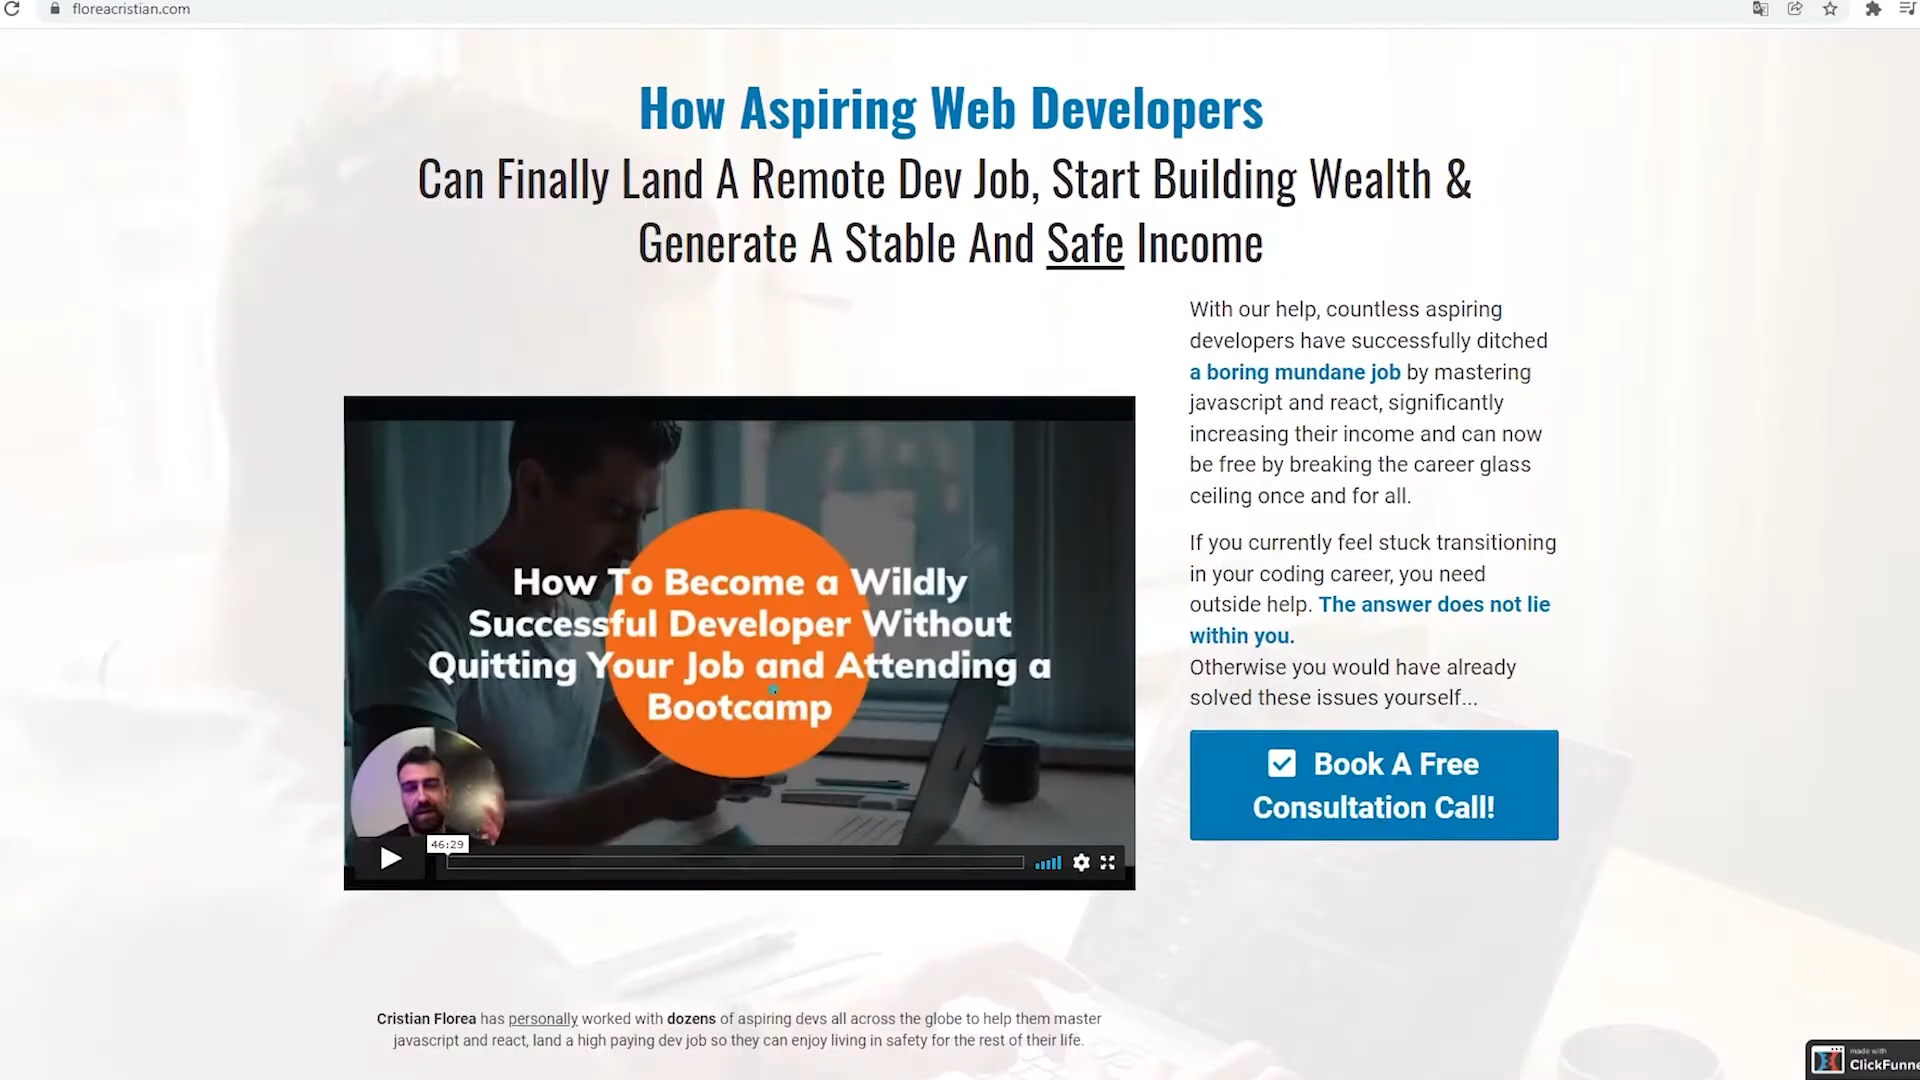 floreacristian.com
How Aspiring Web Developers
Can Finally Land A Remote Dev Job, Start Building Wealth &
Generate A Stable And Safe Income
With our help, countless aspiring
developers have successfully ditched
a boring mundane job by mastering
javascript and react, significantly
increasing their income and can now
be free by breaking the career glass
ceiling once and for all.
If you currently feel stuck transitioning
in your coding career, you need
outside help. The answer does not lie
within you.
Otherwise you would have already
solved these issues yourself...
Book A Free
Consultation Call!
How To Become a Wildly
Successful Developer Without
Quitting Your Job and Attending a
Bootcamp
46:29
Cristian Florea has personally worked with dozens of aspiring devs all across the globe to help them master
javascript and react, land a high paying dev job so they can enjoy living in safety for the rest of their life.
made with
ClickFunne